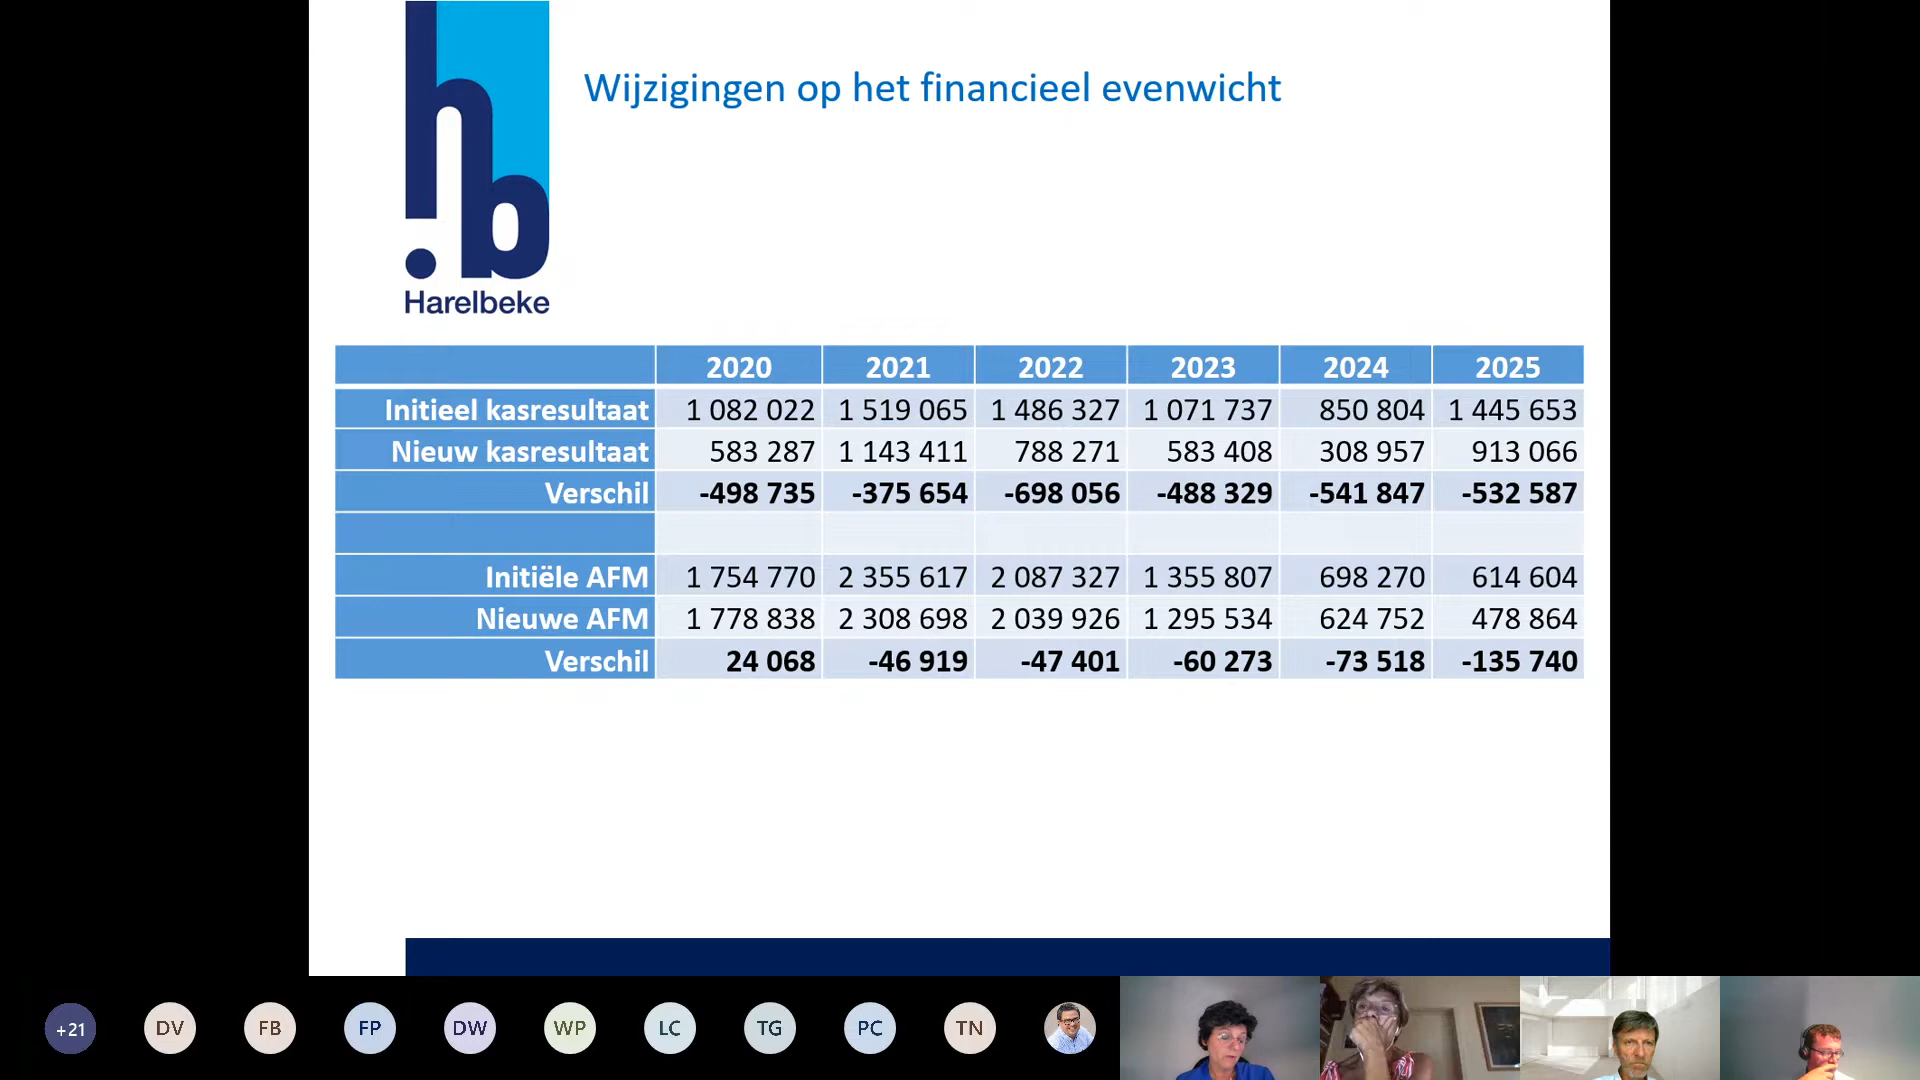 hb
Harelbeke
Wijzigingen op het financieel evenwicht
2020 2021 2022 2023 2024 2025
Initieel kasresultaat 1 082 022 1 519 065 1 486 327 1 071 737 850 804 1 445 653
Nieuw kasresultaat 583 287 1 143 411 788 271 583 408 308 957 913 066
Verschil -498 735 -375 654 -698 056 -488 329 -541 847 -532 587
Initiële AFM 1 754 770 2 355 617 2 087 327 1 355 807 698 270 614 604
Nieuwe AFM 1 778 838 2 308 698 2 039 926 1 295 534 624 752 478 864
Verschil 24 068 -46 919 -47 401 -60 273 -73 518 -135 740
+21 DV FB FP DW WP LC TG PC TN